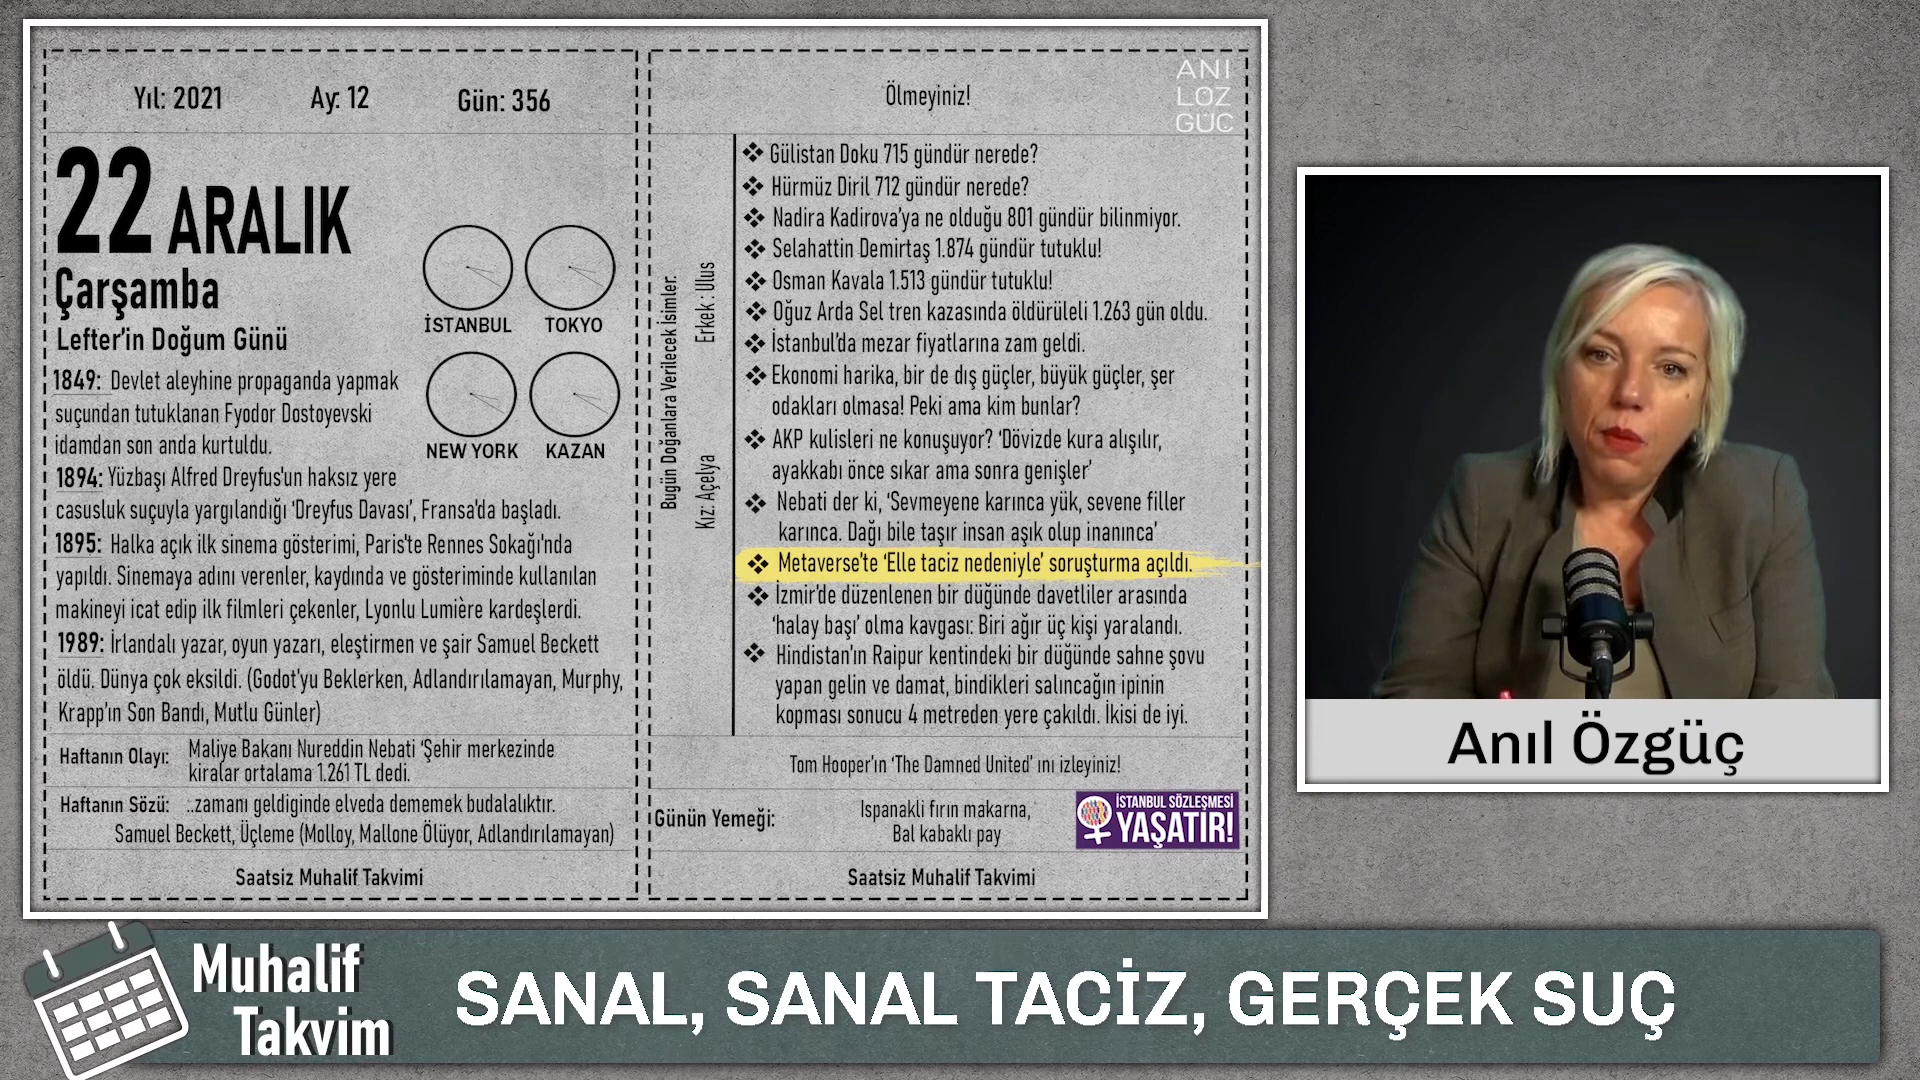 Yıl: 2021 Ay: 12 Gün: 356
22 ARALIK
Çarşamba
Lefter'in Doğum Günü
İSTANBUL TOKYO
NEW YORK KAZAN
1849: Devlet aleyhine propaganda yapmak
suçundan tutuklanan Fyodor Dostoyevski
idamdan son anda kurtuldu.
1894: Yüzbaşı Alfred Dreyfus'un haksız yere
casusluk suçuyla yargılandığı 'Dreyfus Davası', Fransa'da başladı.
1895: Halka açık ilk sinema gösterimi, Paris'te Rennes Sokağı'nda
yapıldı. Sinemaya adını verenler, kaydında ve gösteriminde kullanılan
makineyi icat edip ilk filmleri çekenler, Lyonlu Lumière kardeşlerdi.
1989: İrlandalı yazar, oyun yazarı, eleştirmen ve şair Samuel Beckett
öldü. Dünya çok eksildi. (Godot'yu Beklerken, Adlandırılamayan, Murphy,
Krapp'ın Son Bandı, Mutlu Günler)
Haftanın Olayı: Maliye Bakanı Nureddin Nebati 'Şehir merkezinde
kiralar ortalama 1.261 TL dedi.
Haftanın Sözü: ..zamanı geldiginde elveda dememek budalalıktır.
Samuel Beckett, Üçleme (Molloy, Mallone Ölüyor, Adlandırılamayan)
Saatsiz Muhalif Takvimi
Ölmeyiniz!
ANI
LOZ
GÜÇ
Bugün Doğanlara Verilecek İsimler:
Kız: Açelya Erkek : Ulus
❖ Gülistan Doku 715 gündür nerede?
❖ Hürmüz Diril 712 gündür nerede?
❖ Nadira Kadirova'ya ne olduğu 801 gündür bilinmiyor.
❖ Selahattin Demirtaş 1.874 gündür tutuklu!
❖ Osman Kavala 1.513 gündür tutuklu!
❖ Oğuz Arda Sel tren kazasında öldürüleli 1.263 gün oldu.
❖ İstanbul'da mezar fiyatlarına zam geldi.
❖ Ekonomi harika, bir de dış güçler, büyük güçler, şer
odakları olmasa! Peki ama kim bunlar?
❖ AKP kulisleri ne konuşuyor? 'Dövizde kura alışılır,
ayakkabı önce sıkar ama sonra genişler'
❖ Nebati der ki, 'Sevmeyene karınca yük, sevene filler
karınca. Dağı bile taşır insan aşık olup inanınca'
❖ Metaverse'te 'Elle taciz nedeniyle' soruşturma açıldı.
❖ İzmir'de düzenlenen bir düğünde davetliler arasında
'halay başı' olma kavgası: Biri ağır üç kişi yaralandı.
❖ Hindistan'ın Raipur kentindeki bir düğünde sahne şovu
yapan gelin ve damat, bindikleri salıncağın ipinin
kopması sonucu 4 metreden yere çakıldı. İkisi de iyi.
Tom Hooper'ın 'The Damned United' ını izleyiniz!
Günün Yemeği: Ispanakli fırın makarna,
Bal kabaklı pay
İSTANBUL SÖZLEŞMESİ
YAŞATIR!
Saatsiz Muhalif Takvimi
Anıl Özgüç
Muhalif
Takvim
SANAL, SANAL TACİZ, GERÇEK SUÇ